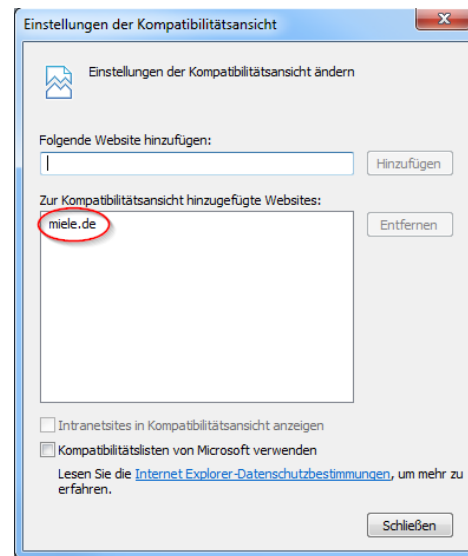 Einstellungen der Kompatibilitätsansicht
Einstellungen der Kompatibilitätsansicht ändern
Folgende Website hinzufügen:
Hinzufügen
Zur Kompatibilitätsansicht hinzugefügte Websites:
miele.de
Entfernen
Intranetsites in Kompatibilitätsansicht anzeigen
Kompatibilitätslisten von Microsoft verwenden
Lesen Sie die Internet Explorer-Datenschutzbestimmungen, um mehr zu
erfahren.
Schließen